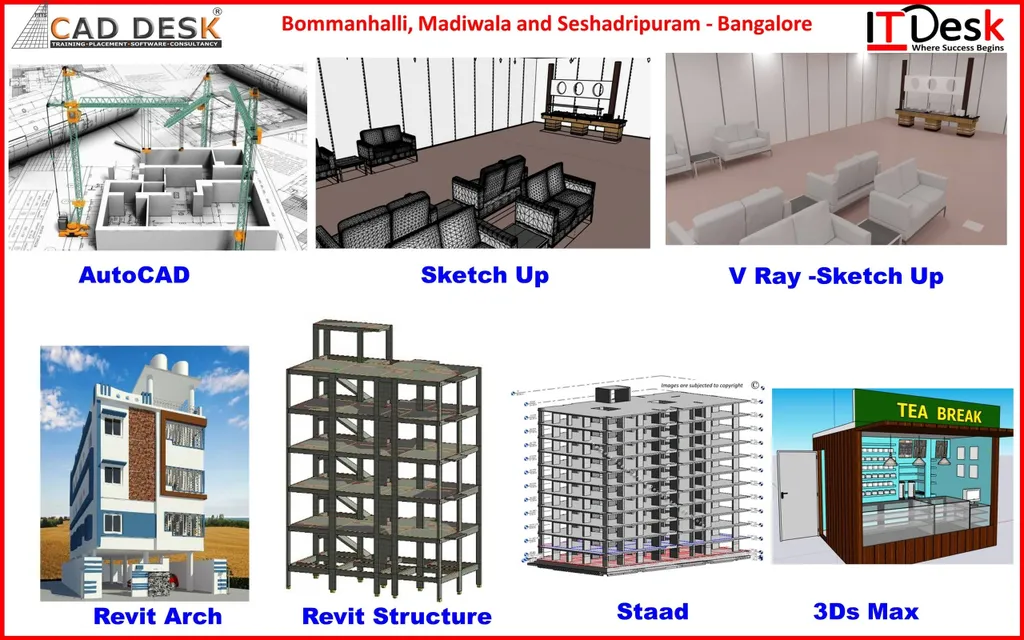 CAD DESK®
TRAINING•PLACEMENT•SOFTWARE•CONSULTANCY
Bommanhalli, Madiwala and Seshadripuram - Bangalore
IT Desk
Where Success Begins
AutoCAD
Sketch Up
V Ray -Sketch Up
Images are subjected to copyright ©
TEA BREAK
Revit Arch
Revit Structure
Staad
3Ds Max